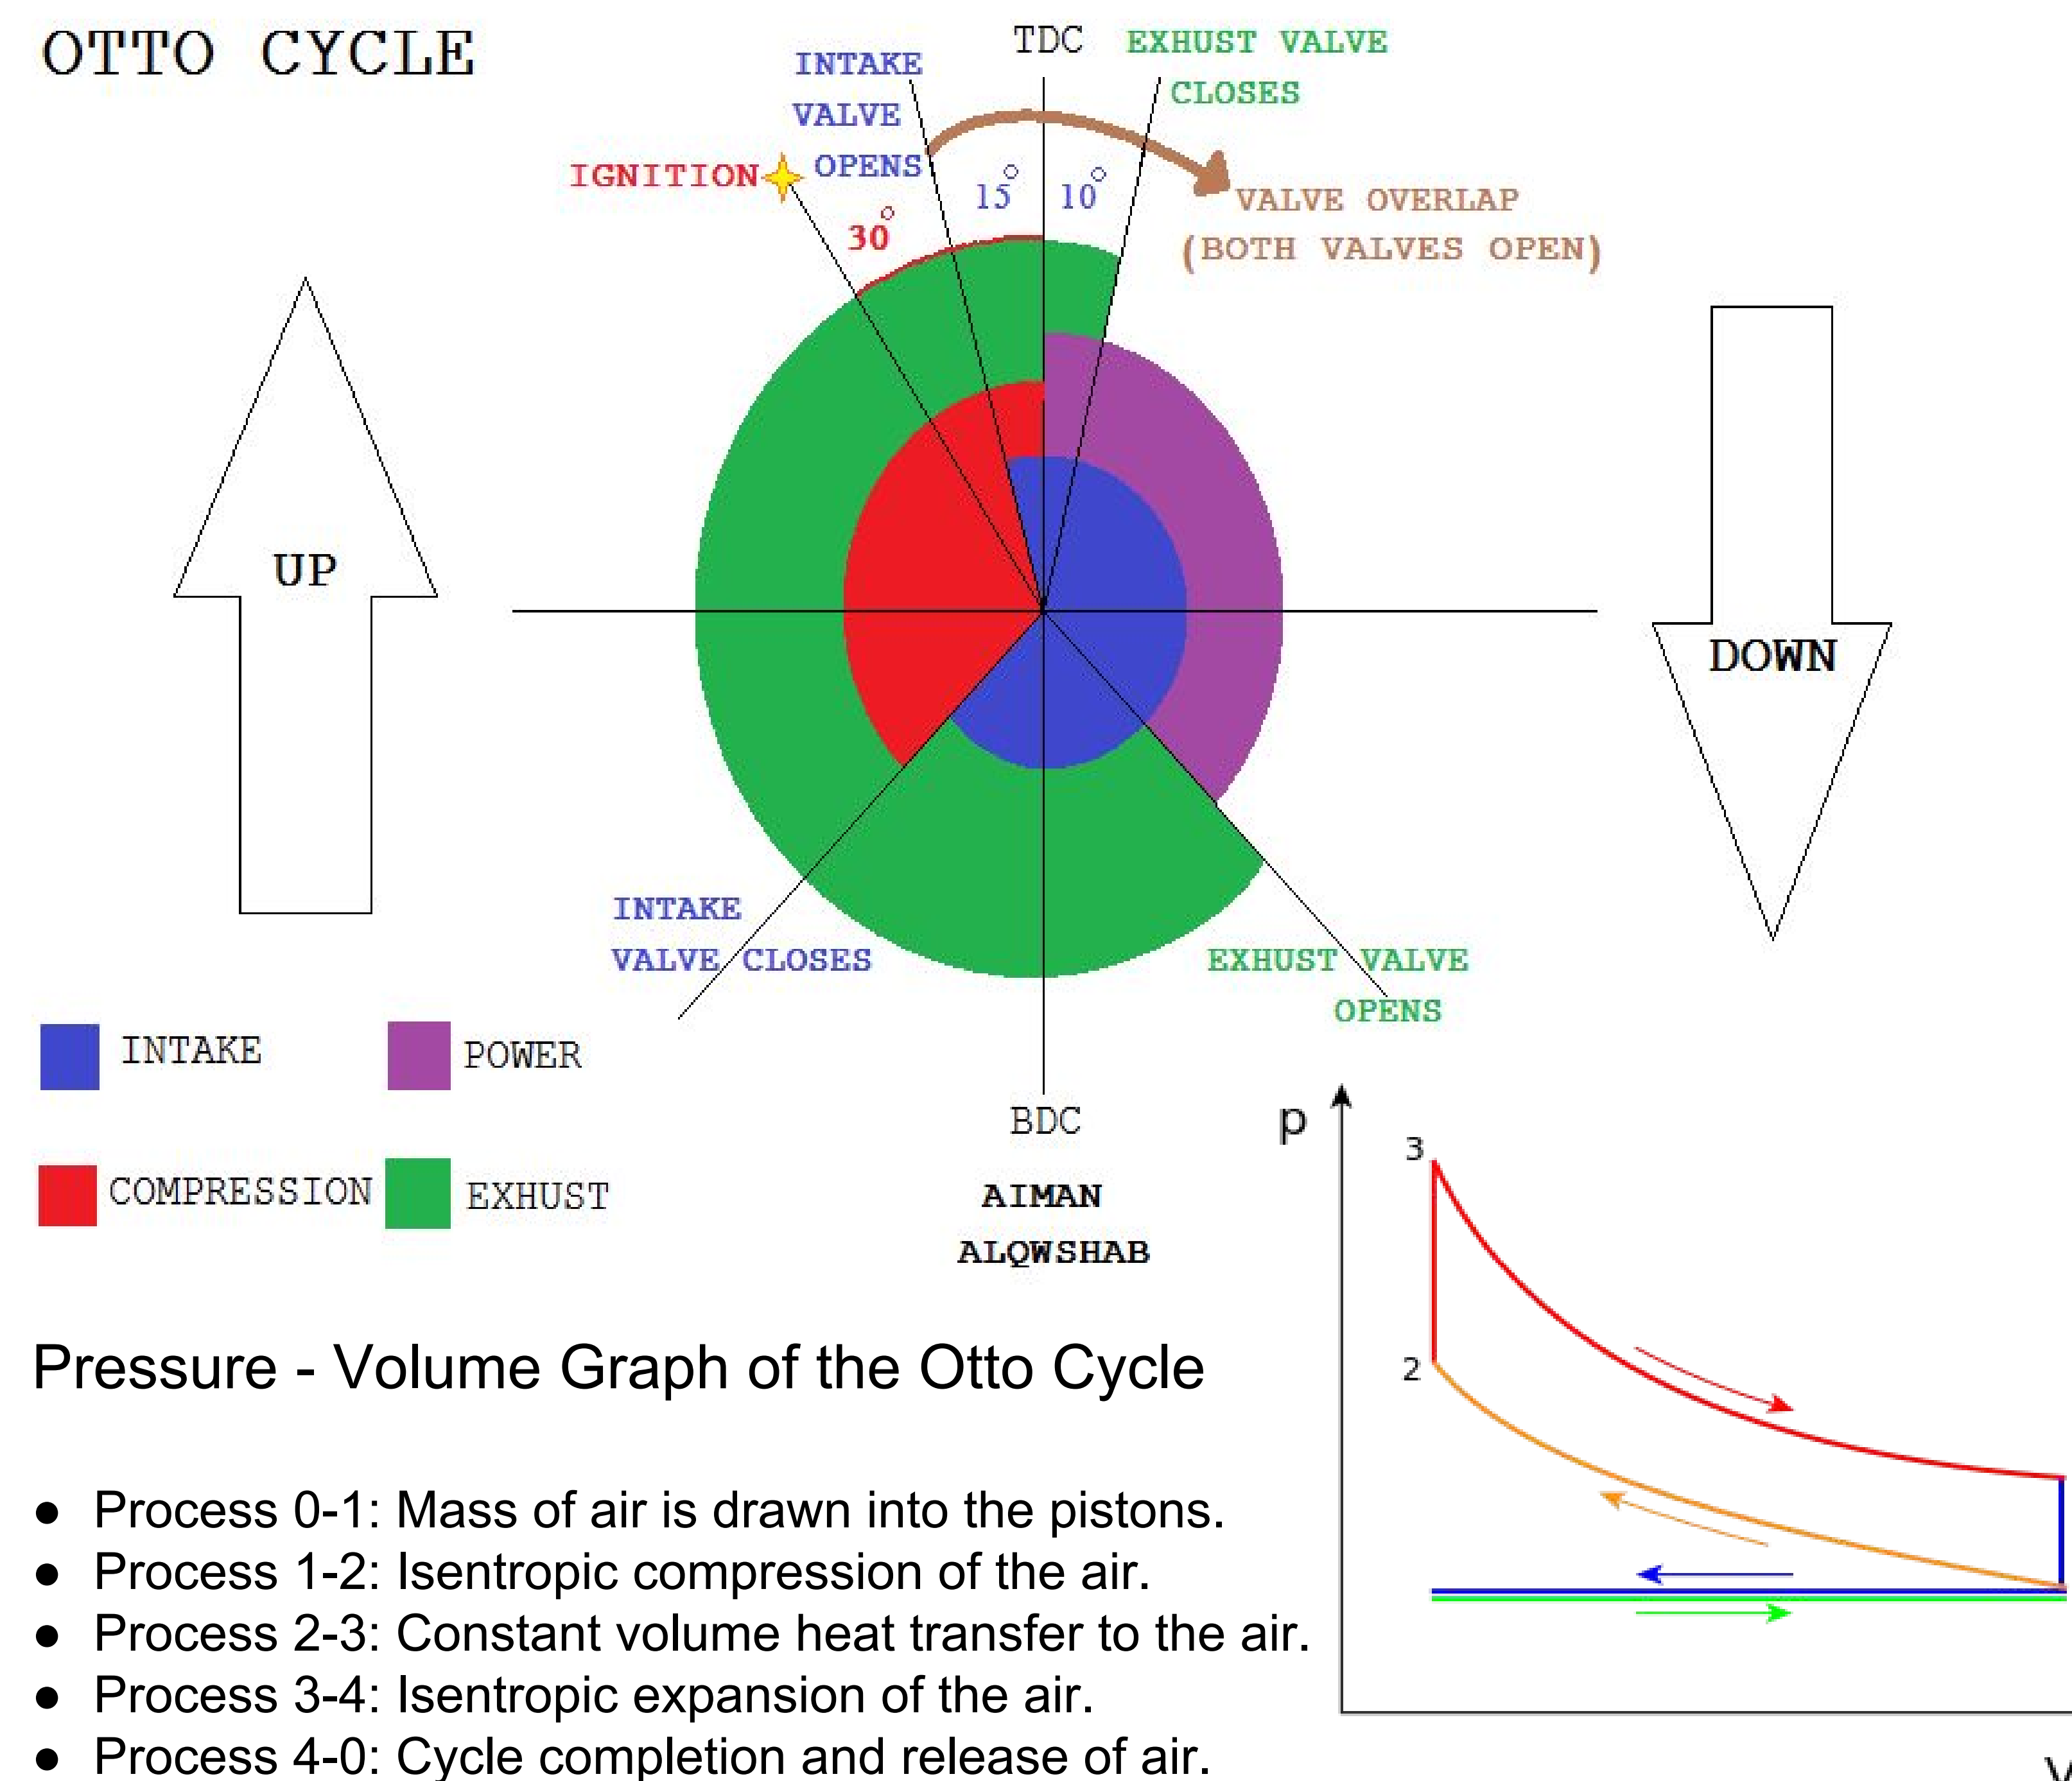 OTTO CYCLE
TDC
EXHUST VALVE
CLOSES
INTAKE
VALVE
OPENS
IGNITION
30°
15°
10°
VALVE OVERLAP
(BOTH VALVES OPEN)
UP
DOWN
INTAKE
VALVE CLOSES
EXHUST VALVE
OPENS
INTAKE
POWER
COMPRESSION
EXHUST
BDC
AIMAN
ALQWSHAB
p
3
2
Pressure - Volume Graph of the Otto Cycle
● Process 0-1: Mass of air is drawn into the pistons.
● Process 1-2: Isentropic compression of the air.
● Process 2-3: Constant volume heat transfer to the air.
● Process 3-4: Isentropic expansion of the air.
● Process 4-0: Cycle completion and release of air.